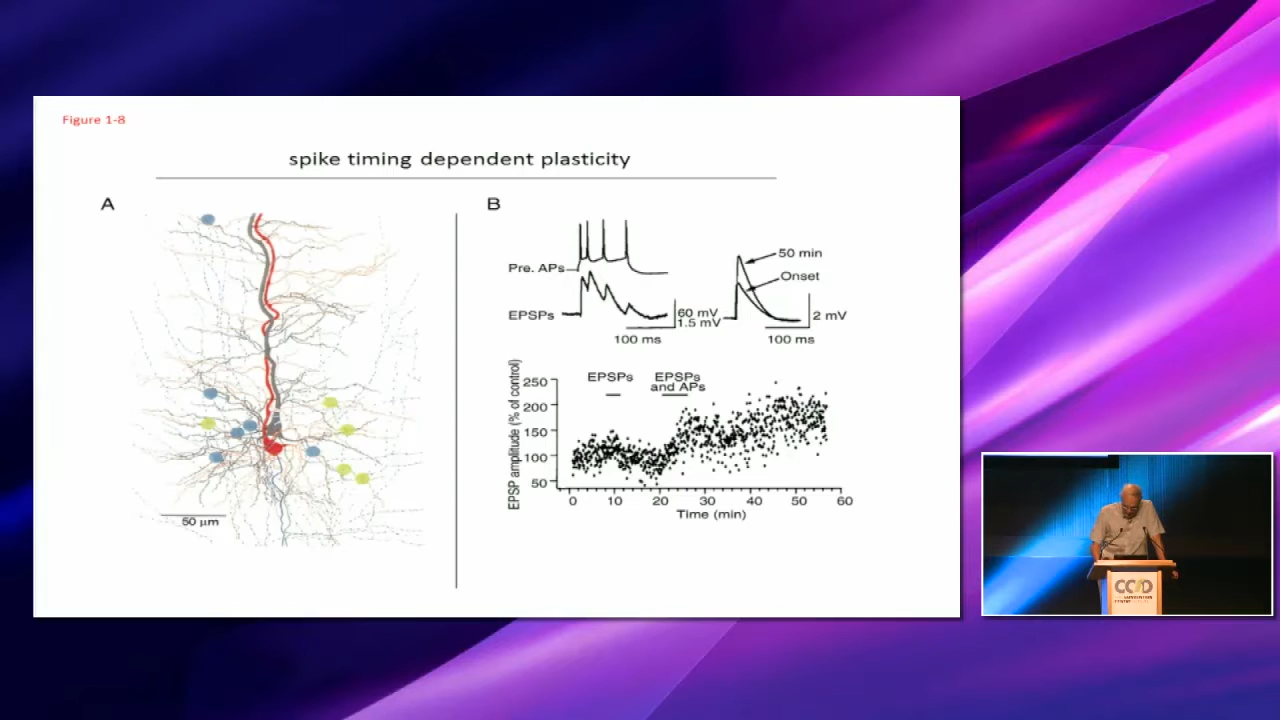 Figure 1-8
spike timing dependent plasticity
A
50 µm
B
Pre. APs
EPSPs
60 mV
1.5 mV
100 ms
50 min
Onset
2 mV
100 ms
EPSP amplitude (% of control)
EPSPs
EPSPs
and APs
250
200
150
100
50
0
10
20
30
40
50
60
Time (min)
CONVENTION